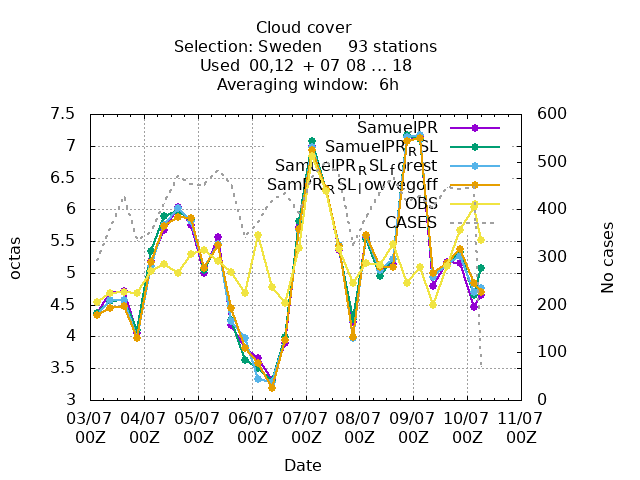 Cloud cover
Selection: Sweden 93 stations
Used 00,12 + 07 08 ... 18
Averaging window: 6h
7.5
7
6.5
6
5.5
5
4.5
4
3.5
3
600
500
400
300
200
100
0
octas
No cases
SamuelPR
SamuelPR_RSL
SamuelPR_RSL_forest
SamPR_RSL_lowvegoff
OBS
CASES
03/07 04/07 05/07 06/07 07/07 08/07 09/07 10/07 11/07
00Z 00Z 00Z 00Z 00Z 00Z 00Z 00Z 00Z
Date